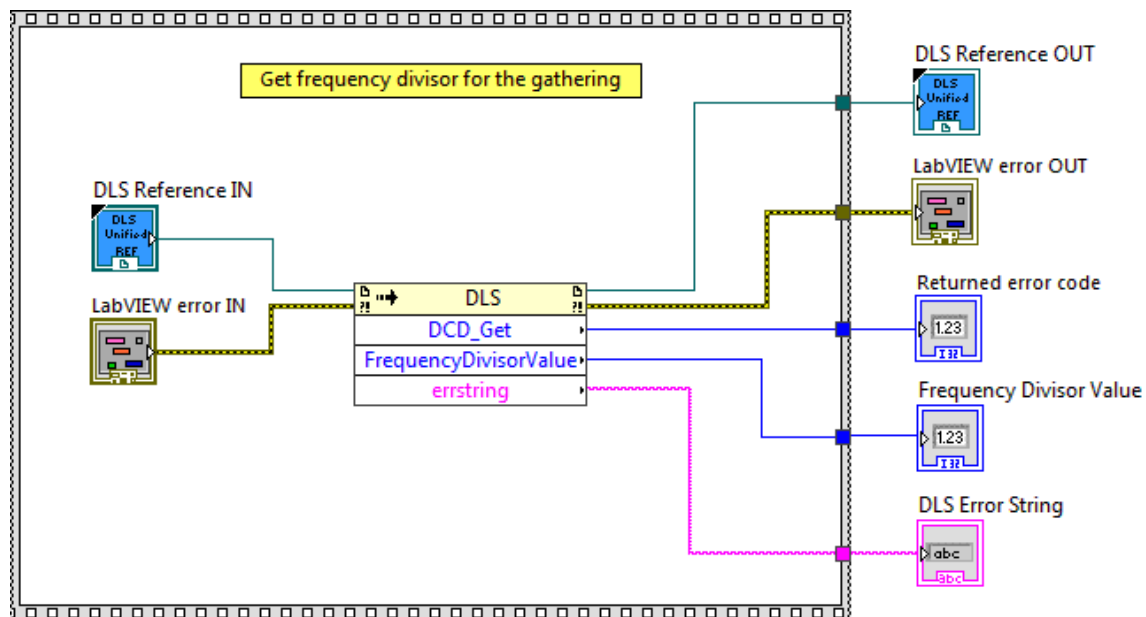 DLS Reference OUT
Get frequency divisor for the gathering
DLS
Unified
REF
LabVIEW error OUT
DLS Reference IN
DLS
Unified
REF
LabVIEW error IN
?! DLS ?!
DCD_Get
FrequencyDivisorValue
errstring
Returned error code
1.23
I32
Frequency Divisor Value
1.23
I32
DLS Error String
abc
abc